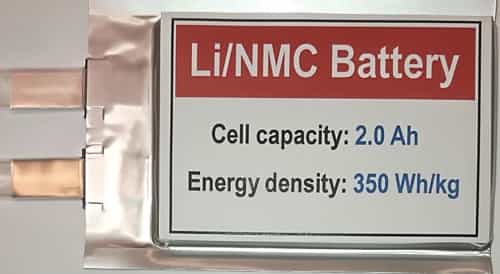 Li/NMC Battery
Cell capacity: 2.0 Ah
Energy density: 350 Wh/kg